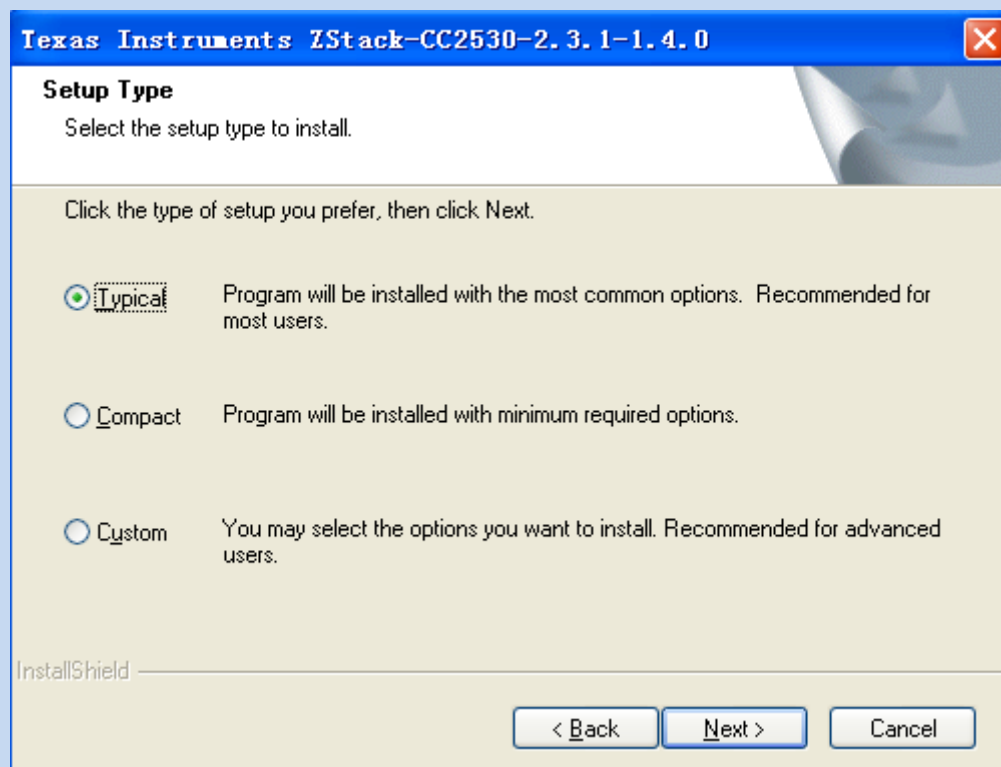 Texas Instruments ZStack-CC2530-2.3.1-1.4.0
Setup Type
Select the setup type to install.
Click the type of setup you prefer, then click Next.
Typical
Program will be installed with the most common options.  Recommended for
most users.
Compact
Program will be installed with minimum required options.
Custom
You may select the options you want to install. Recommended for advanced
users.
InstallShield
< Back
Next >
Cancel